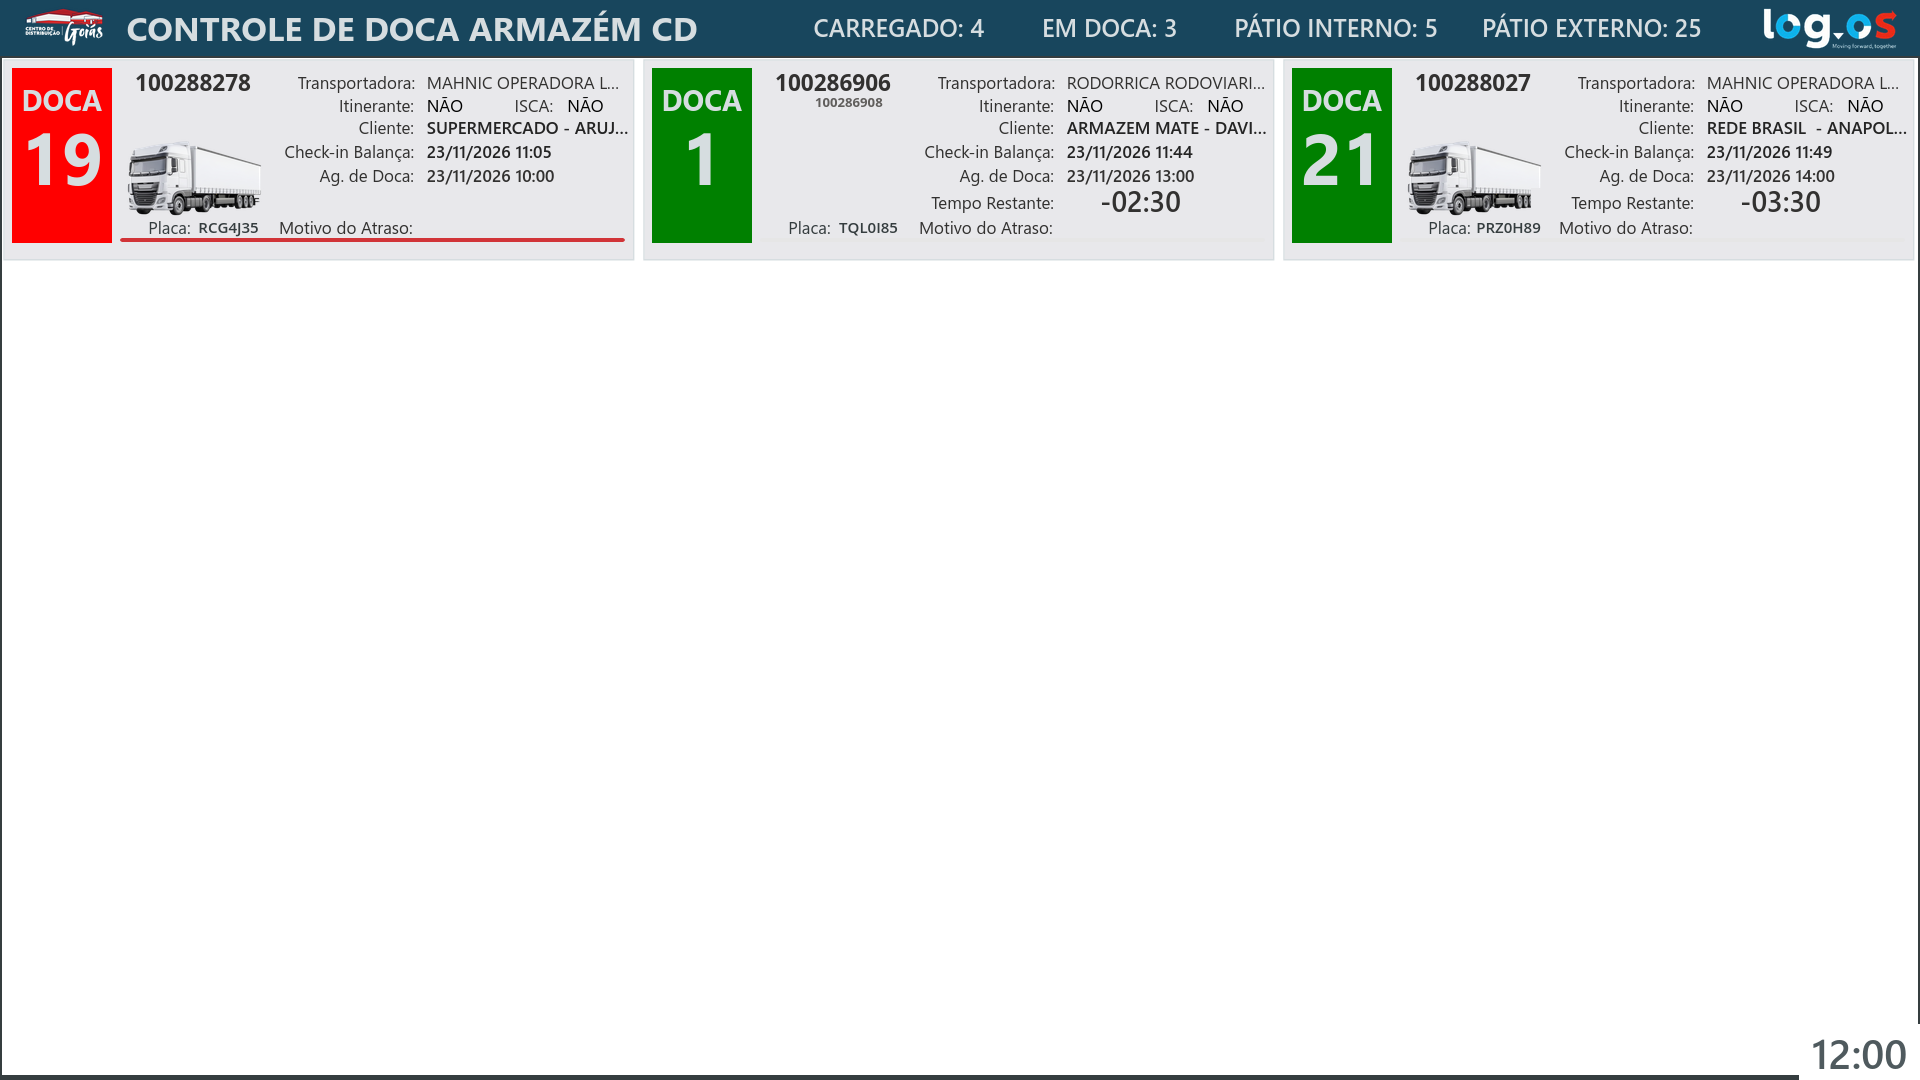 CENTRO DE DISTRIBUIÇÃO Goiás
CONTROLE DE DOCA ARMAZÉM CD
CARREGADO: 4 EM DOCA: 3 PÁTIO INTERNO: 5 PÁTIO EXTERNO: 25
log.os
Moving forward, together
DOCA
19
100288278
Transportadora: MAHNIC OPERADORA L...
Itinerante: NÃO ISCA: NÃO
Cliente: SUPERMERCADO - ARUJ...
Check-in Balança: 23/11/2026 11:05
Ag. de Doca: 23/11/2026 10:00
Placa: RCG4J35 Motivo do Atraso:
DOCA
1
100286906
100286908
Transportadora: RODORRICA RODOVIARI...
Itinerante: NÃO ISCA: NÃO
Cliente: ARMAZEM MATE - DAVI...
Check-in Balança: 23/11/2026 11:44
Ag. de Doca: 23/11/2026 13:00
Tempo Restante: -02:30
Placa: TQL0I85 Motivo do Atraso:
DOCA
21
100288027
Transportadora: MAHNIC OPERADORA L...
Itinerante: NÃO ISCA: NÃO
Cliente: REDE BRASIL - ANAPOL...
Check-in Balança: 23/11/2026 11:49
Ag. de Doca: 23/11/2026 14:00
Tempo Restante: -03:30
Placa: PRZ0H89 Motivo do Atraso:
12:00